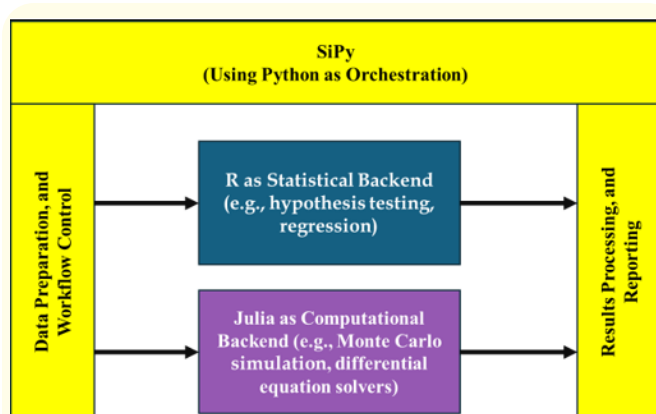 SiPy
(Using Python as Orchestration)
Data Preparation, and
Workflow Control
R as Statistical Backend
(e.g., hypothesis testing,
regression)
Julia as Computational
Backend (e.g., Monte Carlo
simulation, differential
equation solvers)
Results Processing, and
Reporting